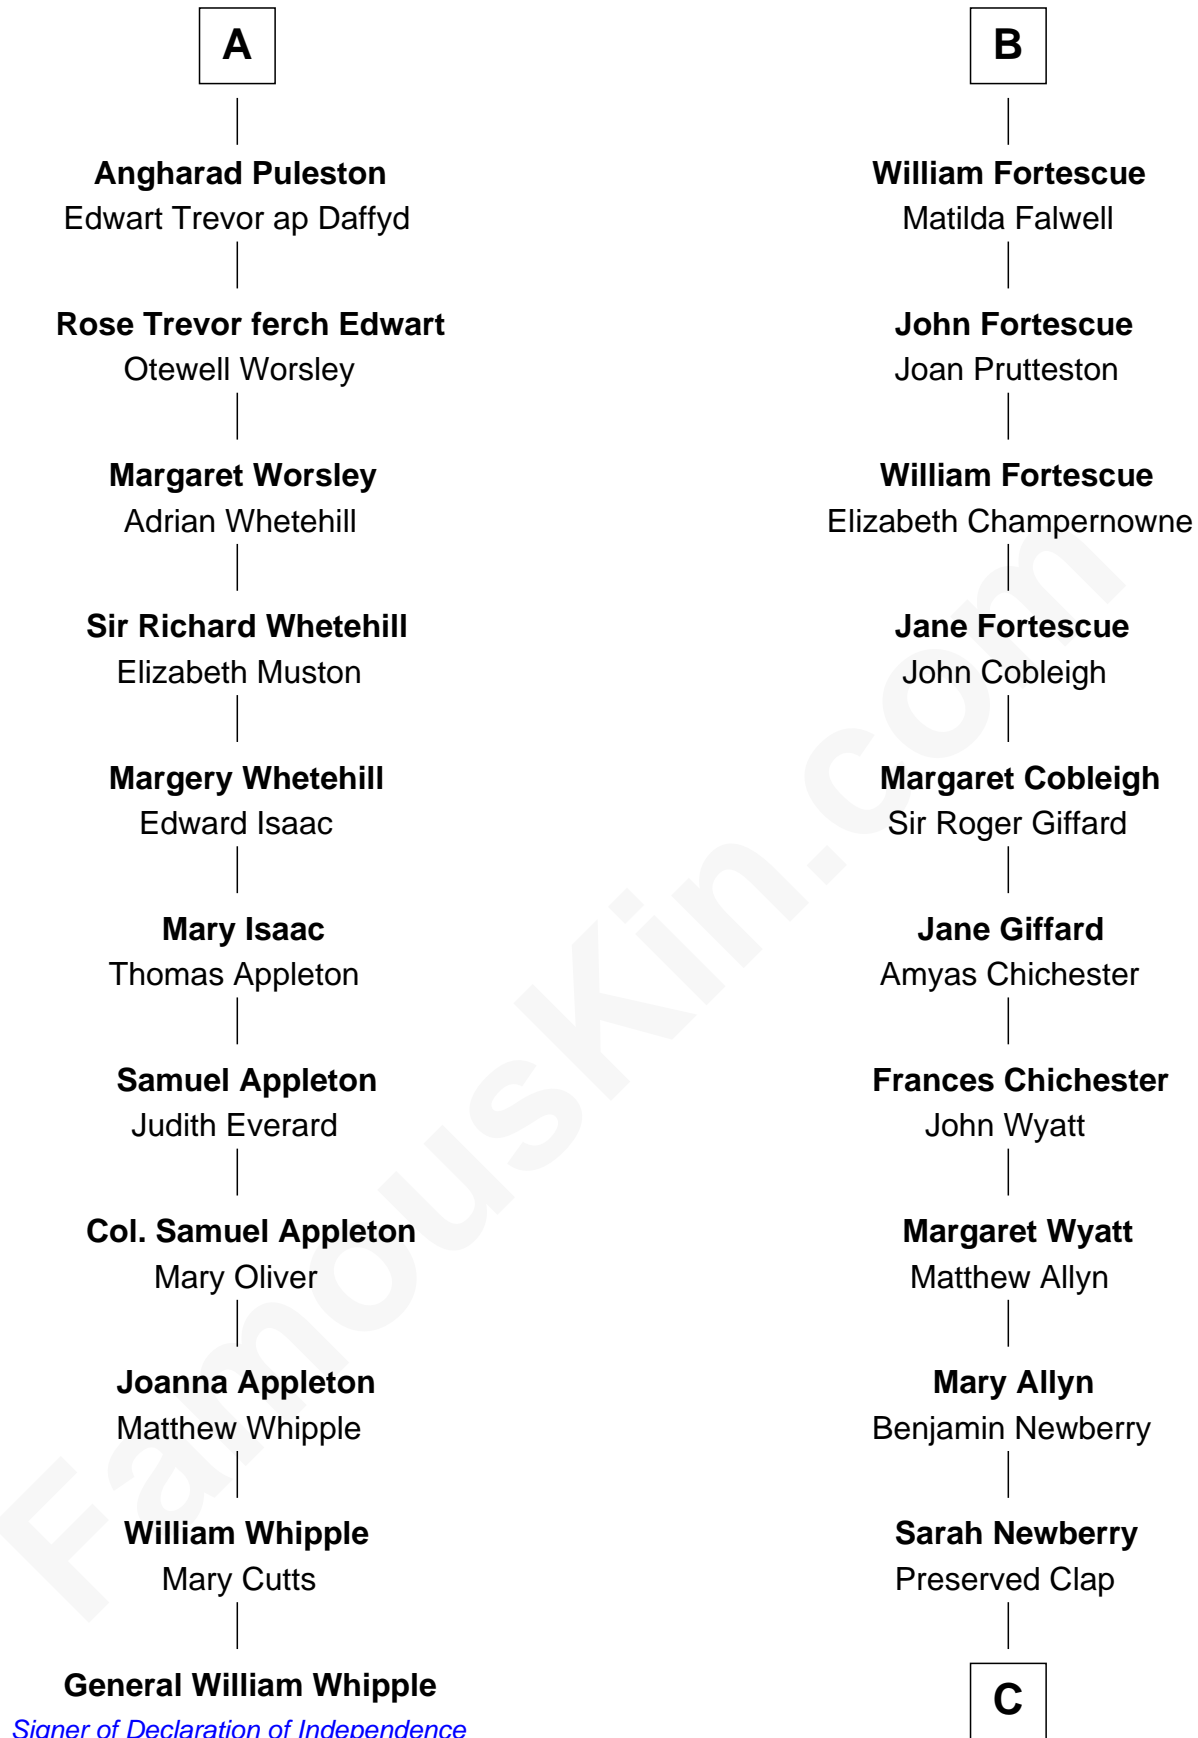 A
Angharad Puleston
Edwart Trevor ap Daffyd
Rose Trevor ferch Edwart
Otewell Worsley
Margaret Worsley
Adrian Whetehill
Sir Richard Whetehill
Elizabeth Muston
Margery Whetehill
Edward Isaac
Mary Isaac
Thomas Appleton
Samuel Appleton
Judith Everard
Col. Samuel Appleton
Mary Oliver
Joanna Appleton
Matthew Whipple
William Whipple
Mary Cutts
General William Whipple
Signer of Declaration of Independence
B
William Fortescue
Matilda Falwell
John Fortescue
Joan Prutteston
William Fortescue
Elizabeth Champernowne
Jane Fortescue
John Cobleigh
Margaret Cobleigh
Sir Roger Giffard
Jane Giffard
Amyas Chichester
Frances Chichester
John Wyatt
Margaret Wyatt
Matthew Allyn
Mary Allyn
Benjamin Newberry
Sarah Newberry
Preserved Clap
C
FamousKin.com